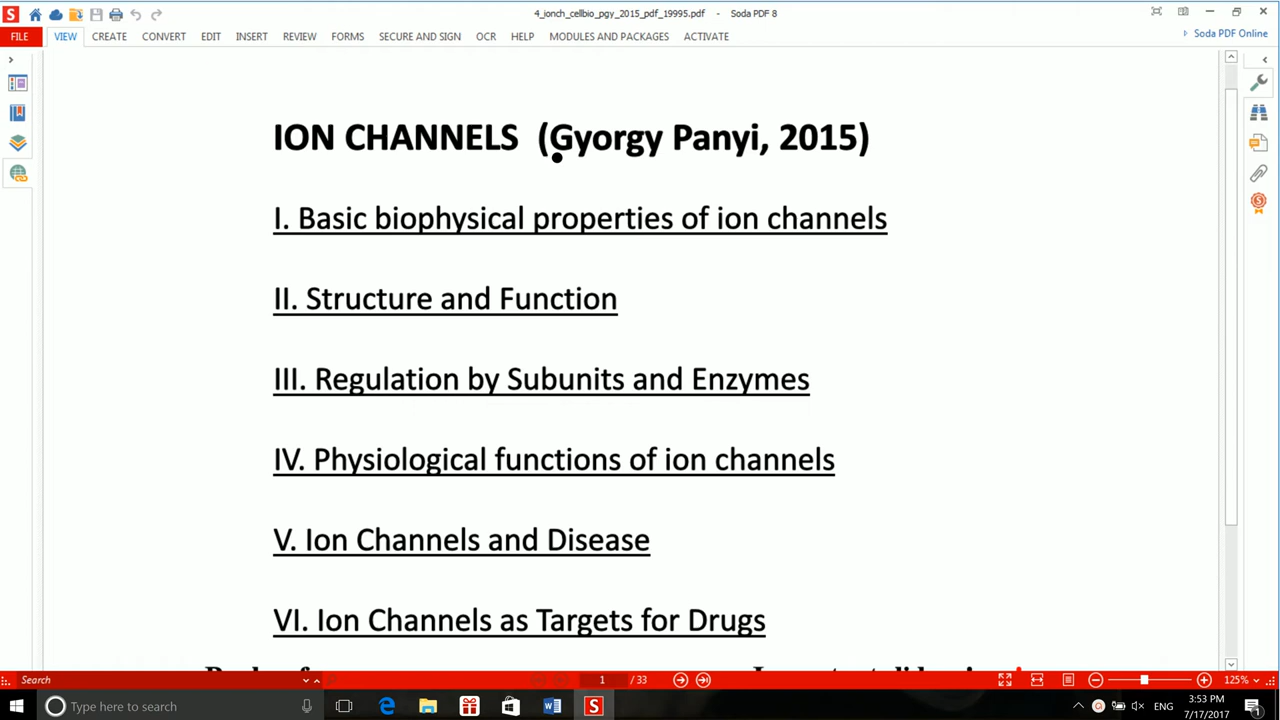 4_ionch_cellbio_pgy_2015_pdf_19995.pdf - Soda PDF 8
FILE VIEW CREATE CONVERT EDIT INSERT REVIEW FORMS SECURE AND SIGN OCR HELP MODULES AND PACKAGES ACTIVATE
Soda PDF Online
ION CHANNELS (Gyorgy Panyi, 2015)
I. Basic biophysical properties of ion channels
II. Structure and Function
III. Regulation by Subunits and Enzymes
IV. Physiological functions of ion channels
V. Ion Channels and Disease
VI. Ion Channels as Targets for Drugs
Search
1 / 33
125%
Type here to search
ENG
3:53 PM
7/17/2017